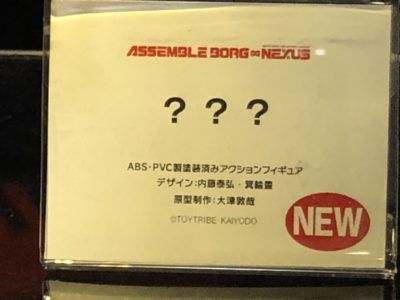 ASSEMBLE BORG∞NEXUS
? ? ?
ABS・PVC製塗装済みアクションフィギュア
デザイン：内藤泰弘・箕輪豊
原型制作：大津敦哉
©TOYTRIBE・KAIYODO
NEW